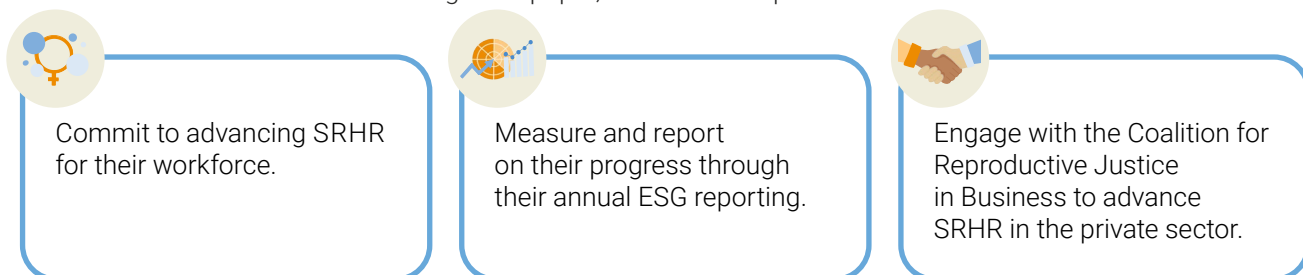 Commit to advancing SRHR
for their workforce.
Measure and report
on their progress through
their annual ESG reporting.
Engage with the Coalition for
Reproductive Justice
in Business to advance
SRHR in the private sector.